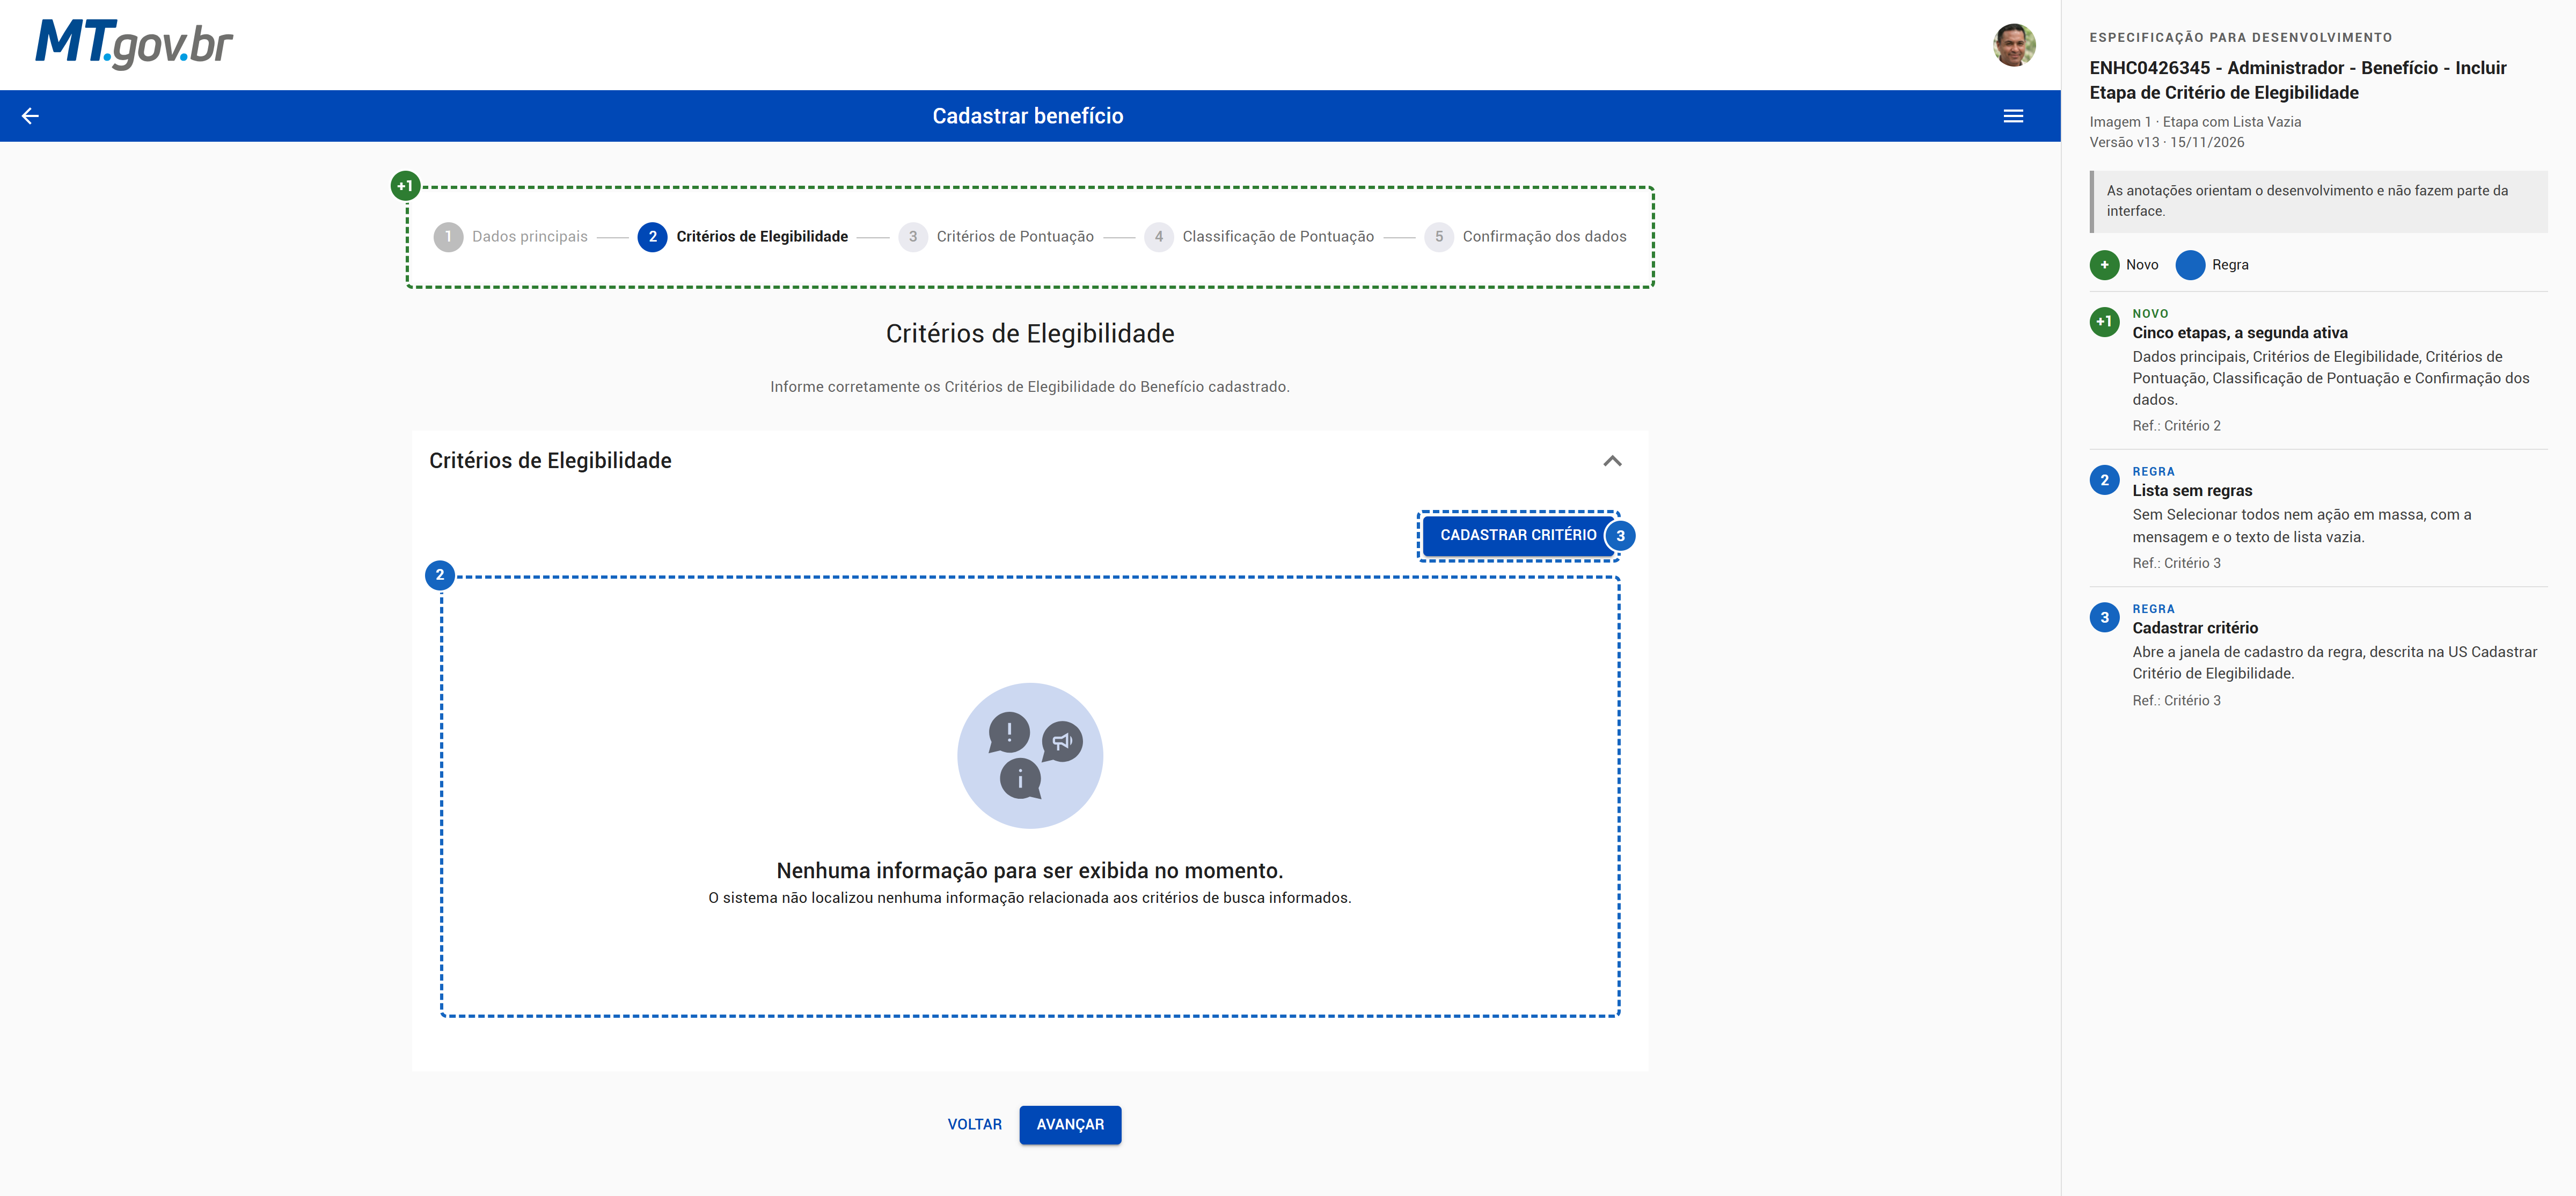 MT.gov.br
Cadastrar benefício
+1
1 Dados principais
2 Critérios de Elegibilidade
3 Critérios de Pontuação
4 Classificação de Pontuação
5 Confirmação dos dados
Critérios de Elegibilidade
Informe corretamente os Critérios de Elegibilidade do Benefício cadastrado.
Critérios de Elegibilidade
CADASTRAR CRITÉRIO
3
2
!
i
Nenhuma informação para ser exibida no momento.
O sistema não localizou nenhuma informação relacionada aos critérios de busca informados.
VOLTAR
AVANÇAR
ESPECIFICAÇÃO PARA DESENVOLVIMENTO
ENHC0426345 - Administrador - Benefício - Incluir
Etapa de Critério de Elegibilidade
Imagem 1 · Etapa com Lista Vazia
Versão v13 · 15/11/2026
As anotações orientam o desenvolvimento e não fazem parte da
interface.
+ Novo
Regra
+1
NOVO
Cinco etapas, a segunda ativa
Dados principais, Critérios de Elegibilidade, Critérios de
Pontuação, Classificação de Pontuação e Confirmação dos
dados.
Ref.: Critério 2
2
REGRA
Lista sem regras
Sem Selecionar todos nem ação em massa, com a
mensagem e o texto de lista vazia.
Ref.: Critério 3
3
REGRA
Cadastrar critério
Abre a janela de cadastro da regra, descrita na US Cadastrar
Critério de Elegibilidade.
Ref.: Critério 3